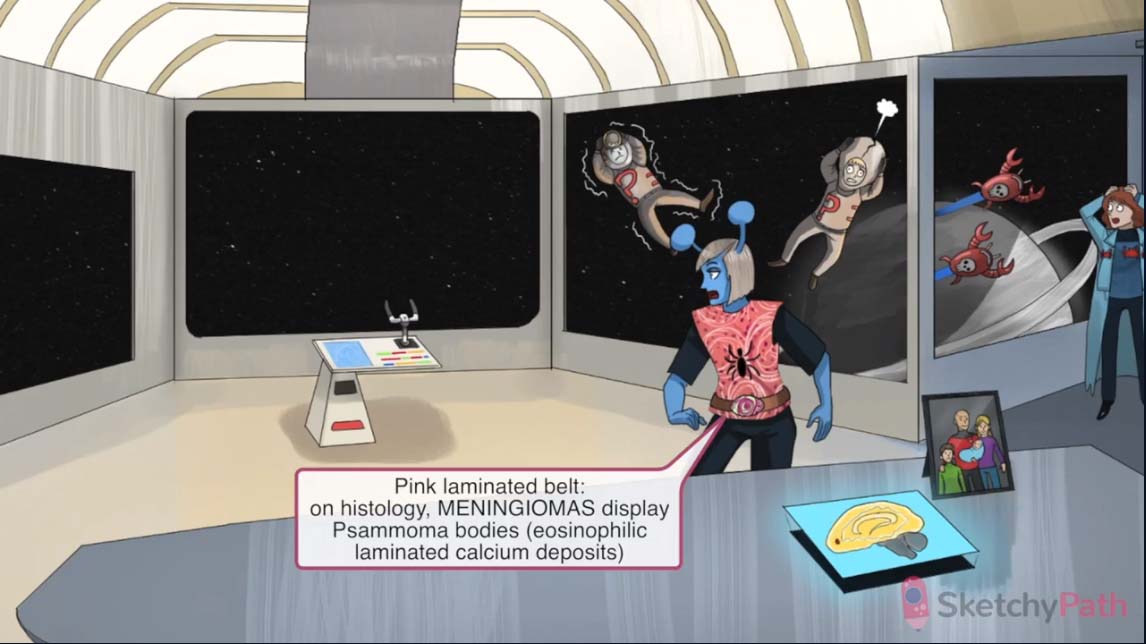 P
P
Pink laminated belt:
on histology, MENINGIOMAS display
Psammoma bodies (eosinophilic
laminated calcium deposits)
SketchyPath